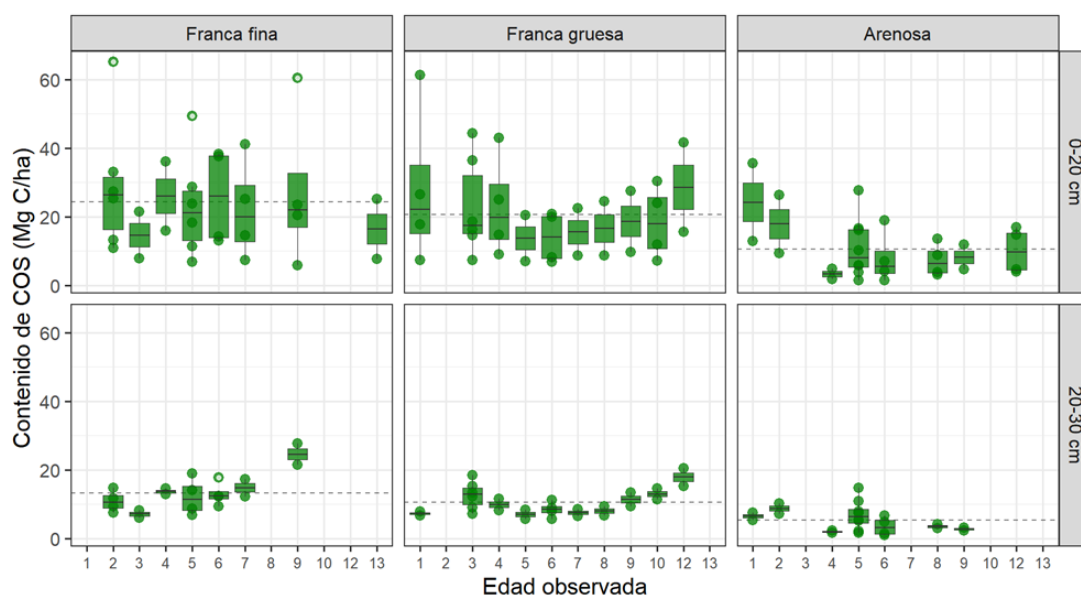 Franca fina Franca gruesa Arenosa
Contenido de COS (Mg C/ha)
60
40
20
0
0-20 cm
60
40
20
0
20-30 cm
1 2 3 4 5 6 7 8 9 10 11 12 13 1 2 3 4 5 6 7 8 9 10 11 12 13 1 2 3 4 5 6 7 8 9 10 11 12 13
Edad observada